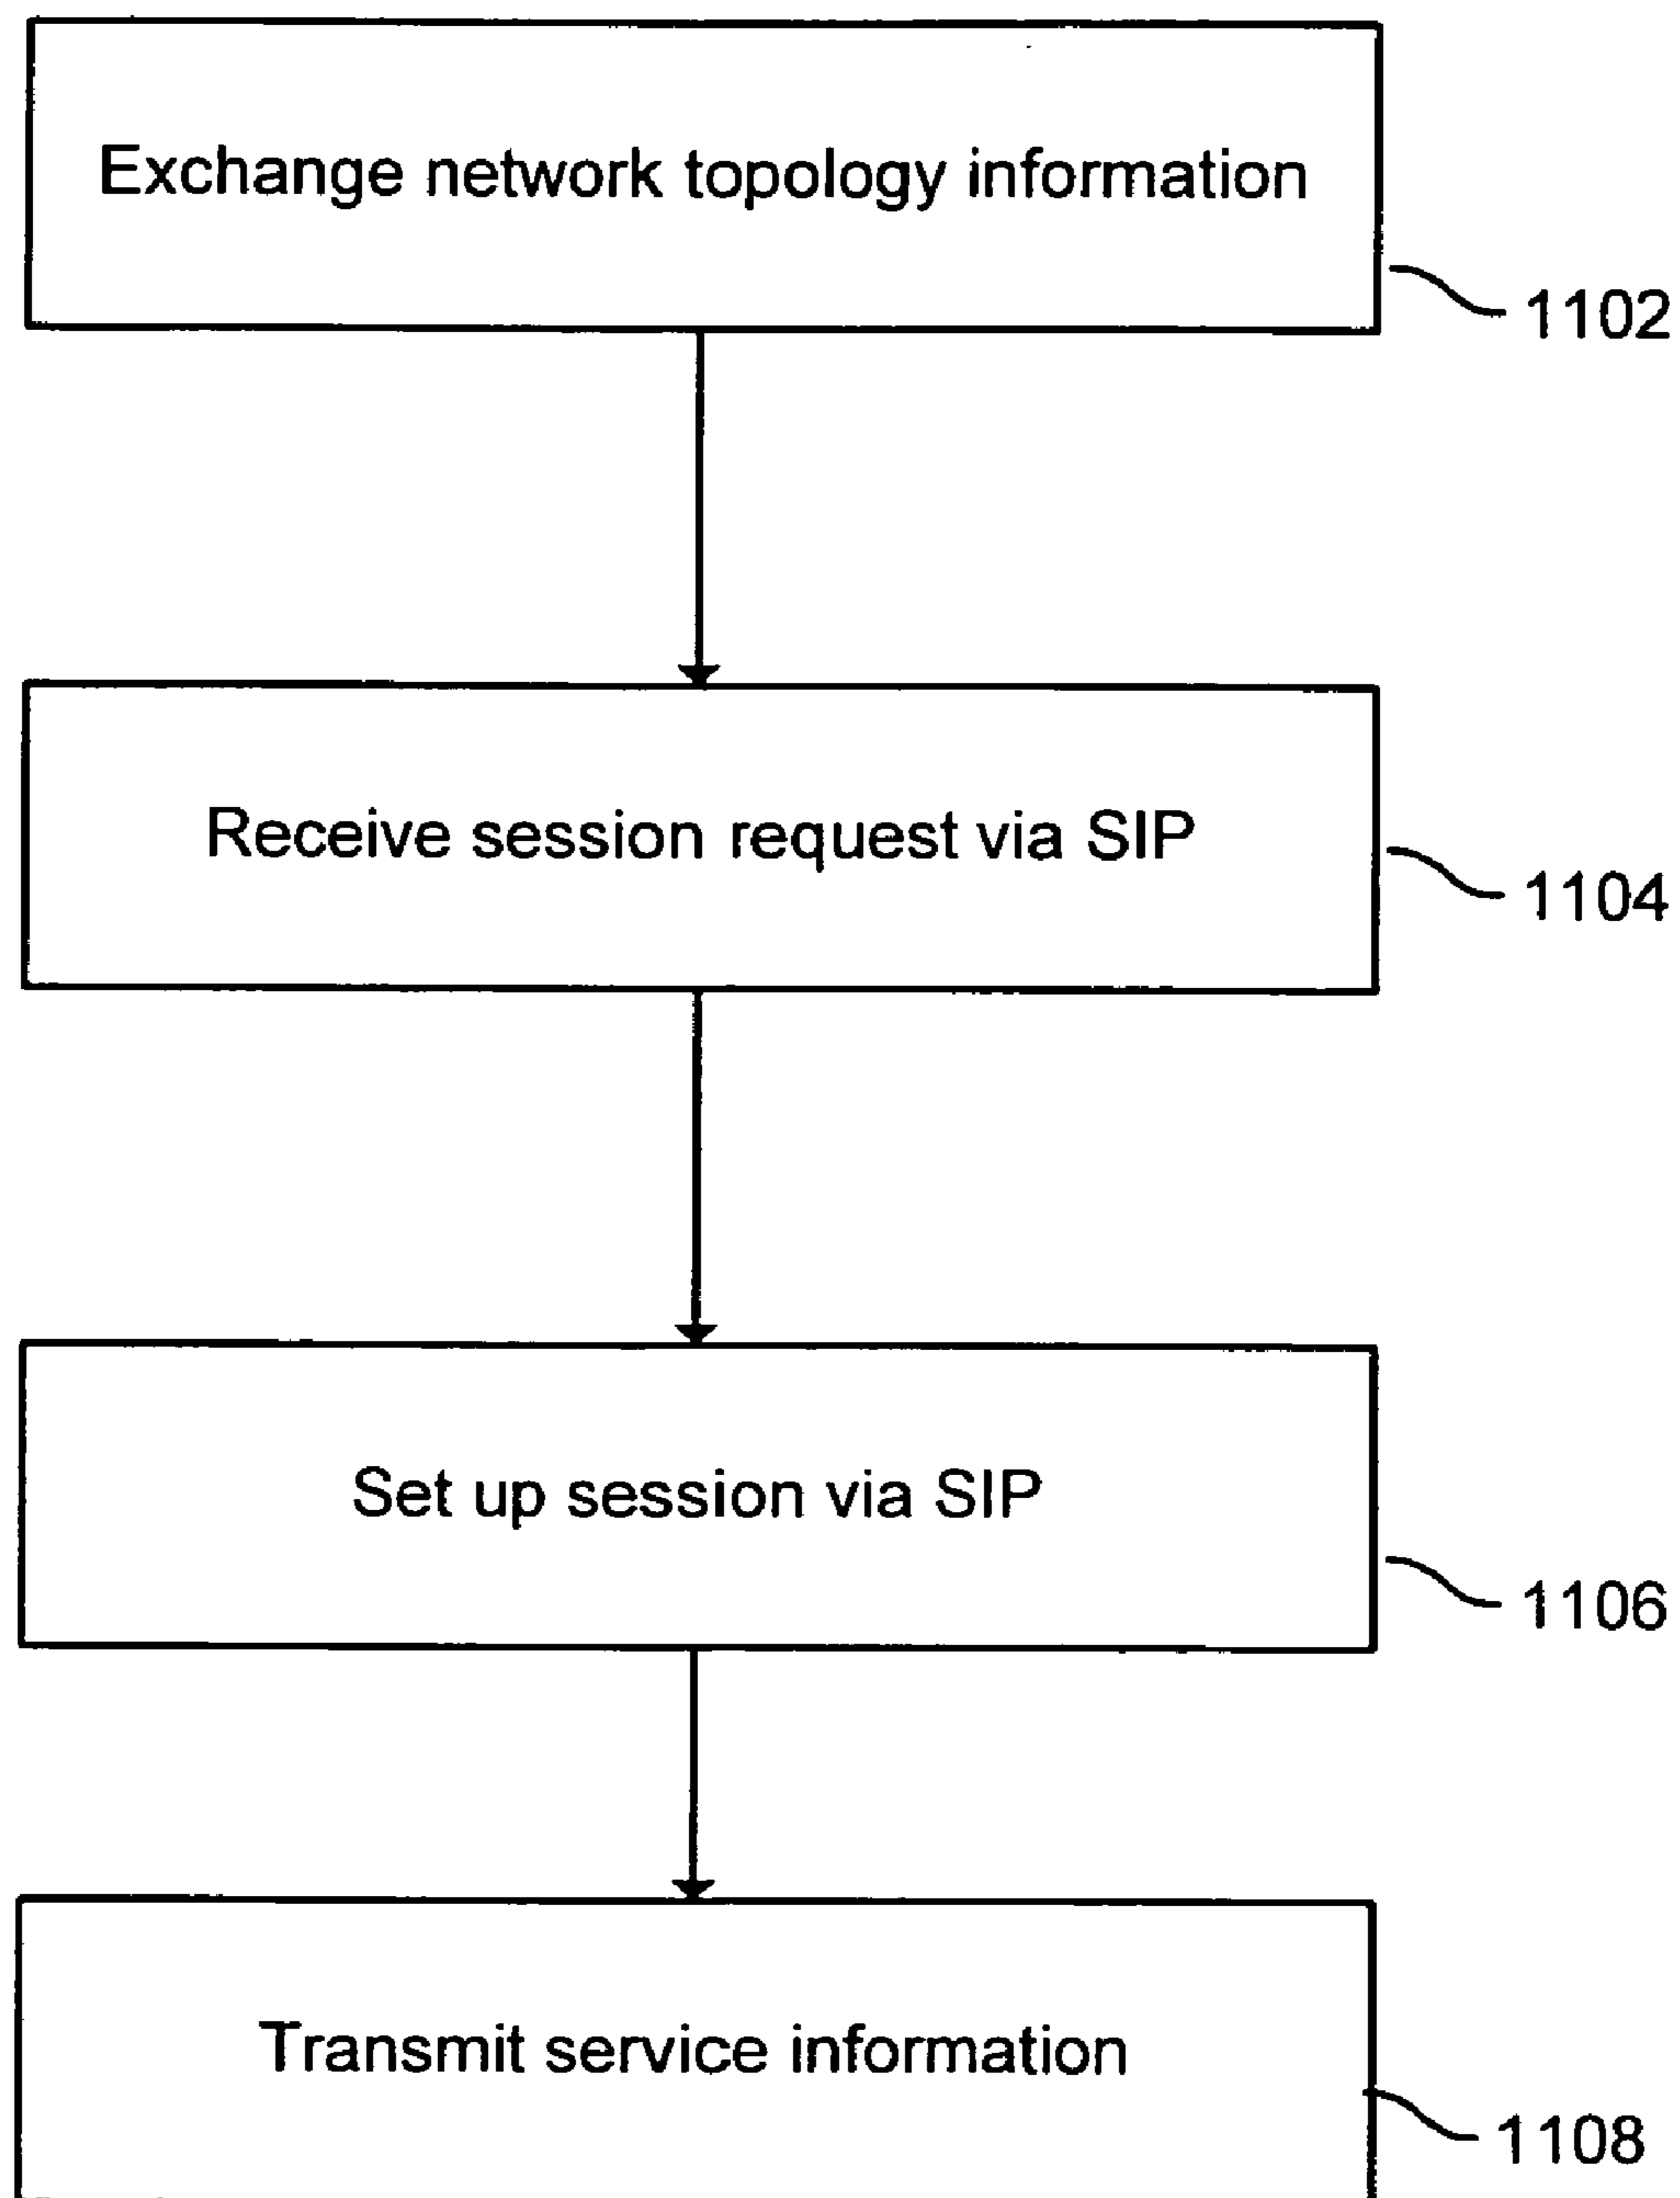 Exchange network topology information
1102
Receive session request via SIP
1104
Set up session via SIP
1106
Transmit service information
1108